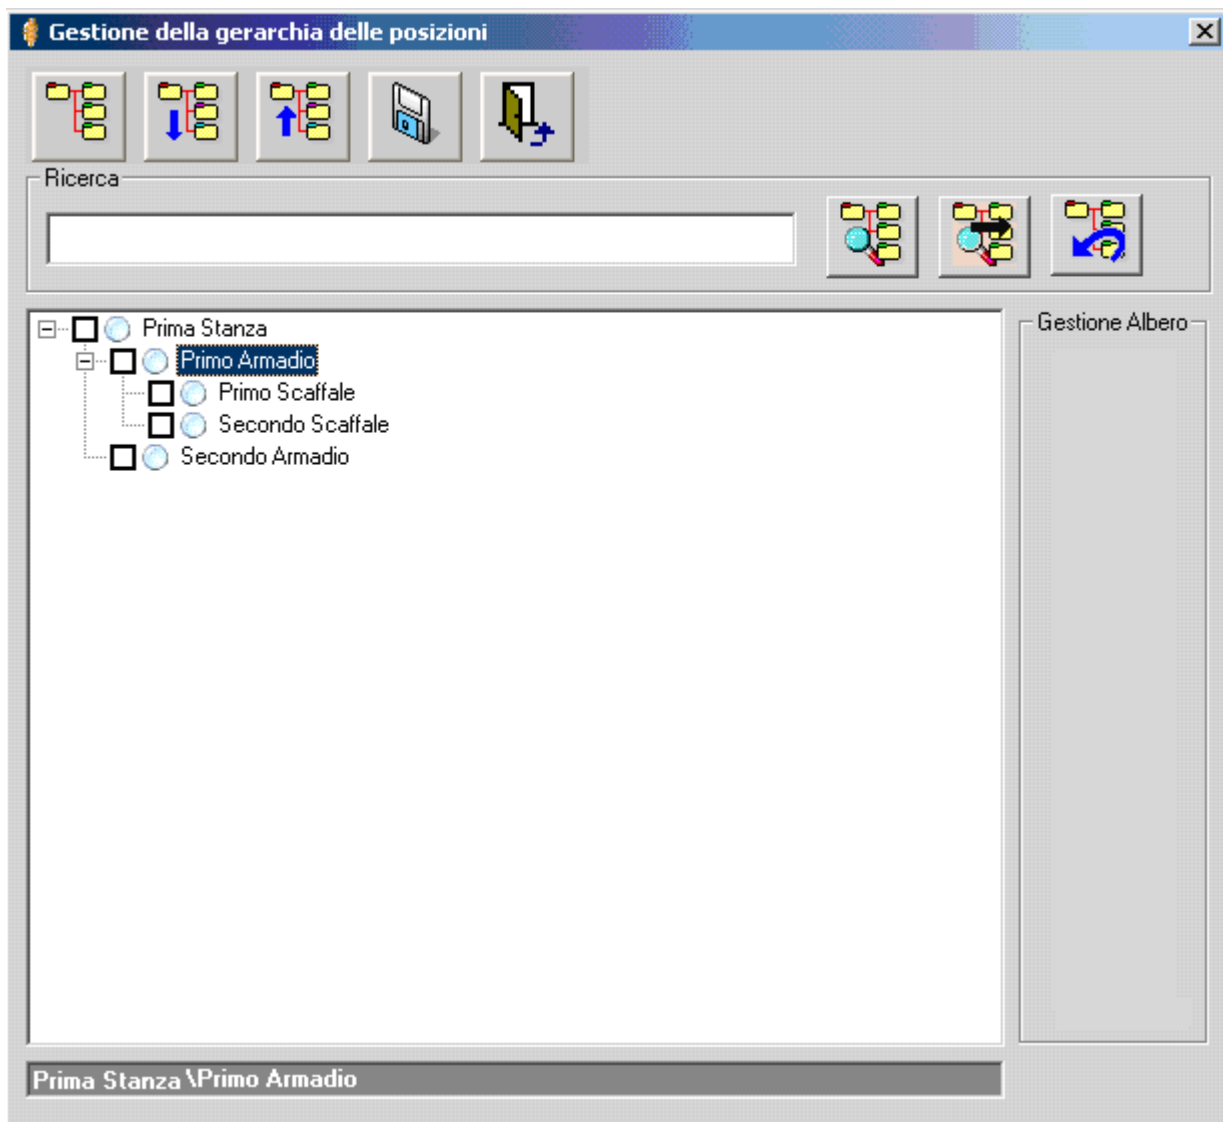 Gestione della gerarchia delle posizioni
Ricerca
Prima Stanza
Primo Armadio
Primo Scaffale
Secondo Scaffale
Secondo Armadio
Gestione Albero
Prima Stanza\Primo Armadio